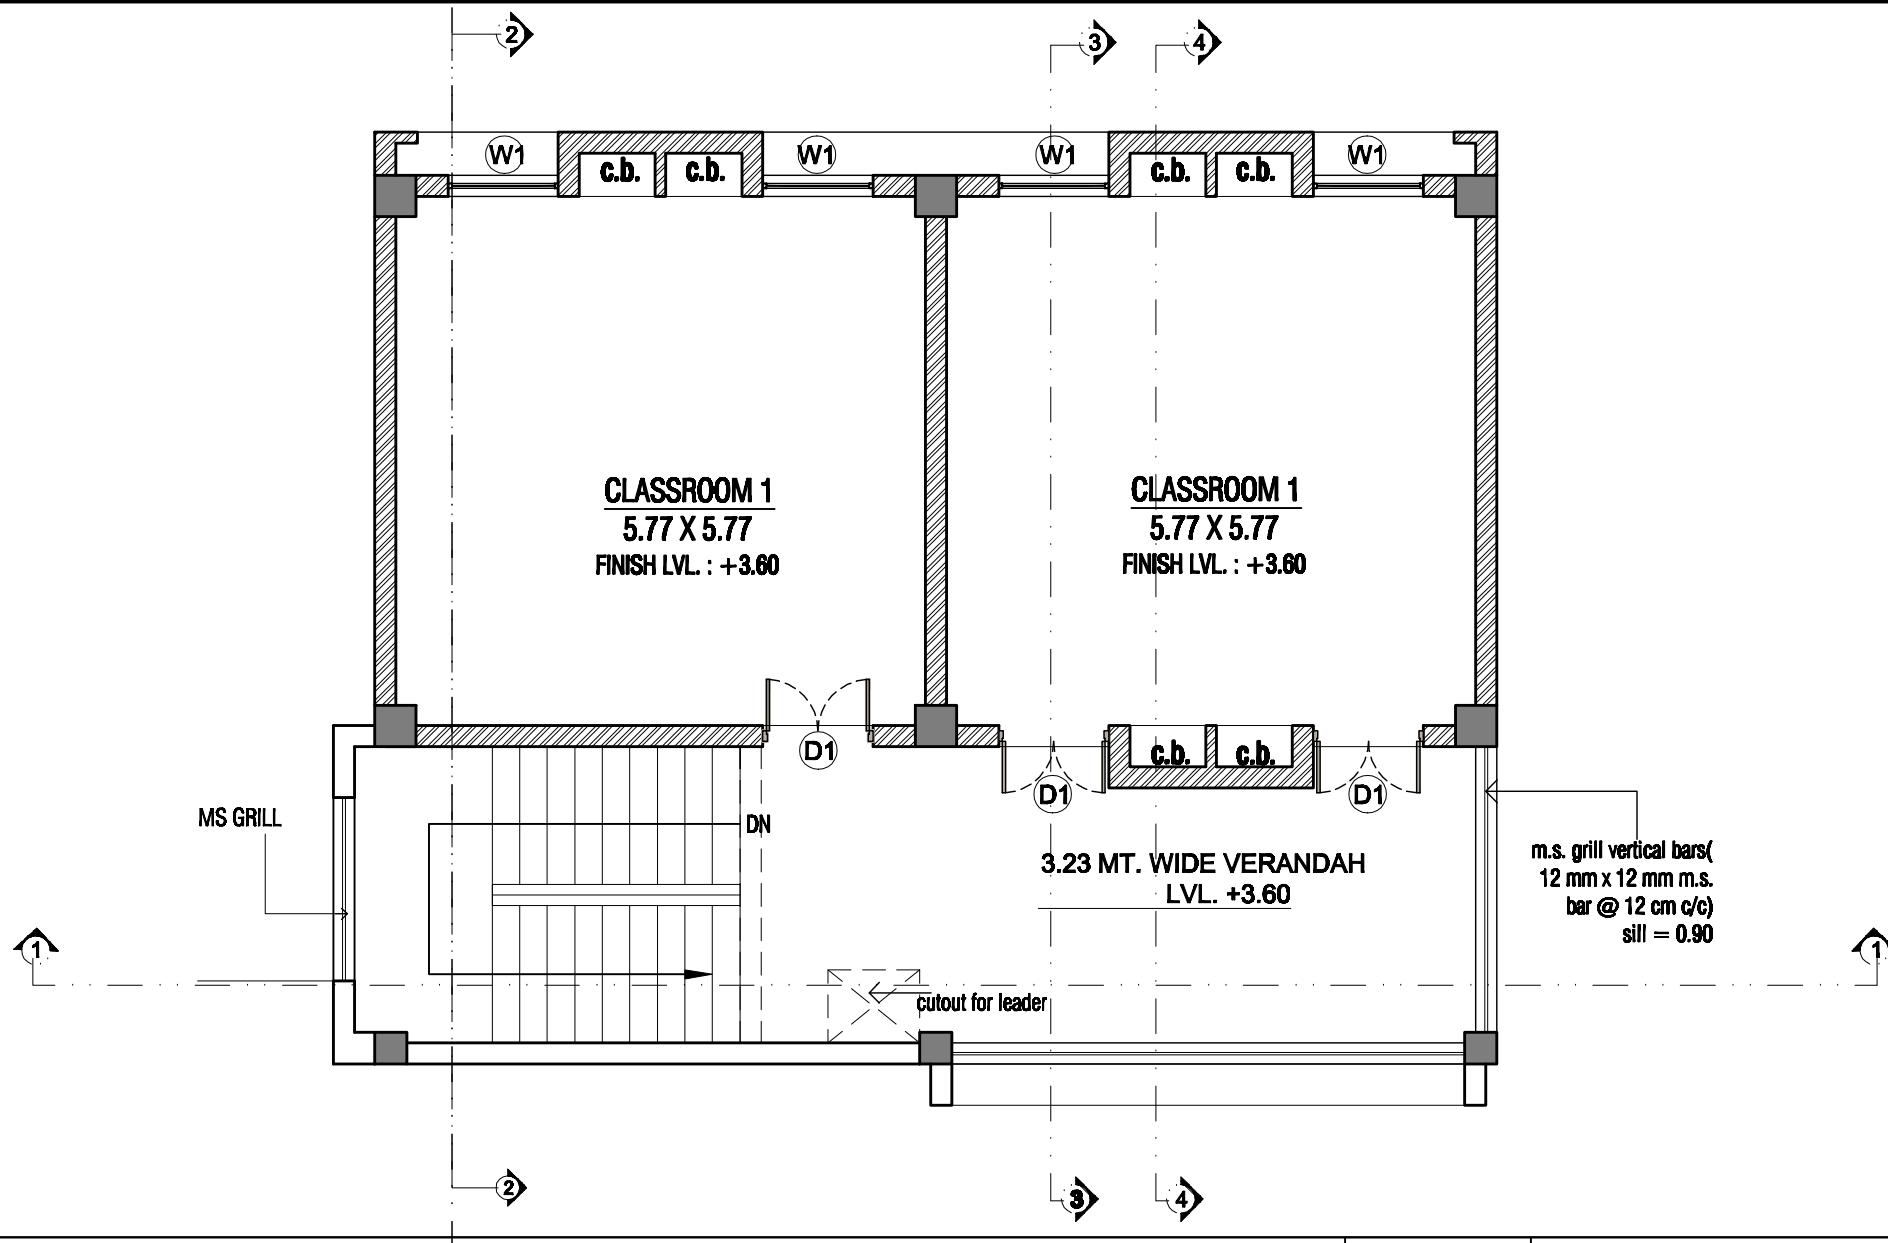 2
3
4
W1
W1
W1
W1
c.b.
c.b.
c.b.
c.b.
CLASSROOM 1
5.77 X 5.77
FINISH LVL. : +3.60
CLASSROOM 1
5.77 X 5.77
FINISH LVL. : +3.60
D1
c.b.
c.b.
D1
D1
MS GRILL
DN
3.23 MT. WIDE VERANDAH
LVL. +3.60
m.s. grill vertical bars(
12 mm x 12 mm m.s.
bar @ 12 cm c/c)
sill = 0.90
1
1
cutout for leader
2
3
4